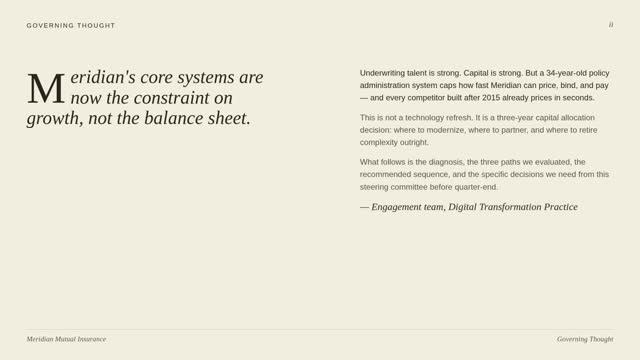 GOVERNING THOUGHT
ii
Meridian's core systems are
now the constraint on
growth, not the balance sheet.
Underwriting talent is strong. Capital is strong. But a 34-year-old policy
administration system caps how fast Meridian can price, bind, and pay
— and every competitor built after 2015 already prices in seconds.
This is not a technology refresh. It is a three-year capital allocation
decision: where to modernize, where to partner, and where to retire
complexity outright.
What follows is the diagnosis, the three paths we evaluated, the
recommended sequence, and the specific decisions we need from this
steering committee before quarter-end.
— Engagement team, Digital Transformation Practice
Meridian Mutual Insurance
Governing Thought